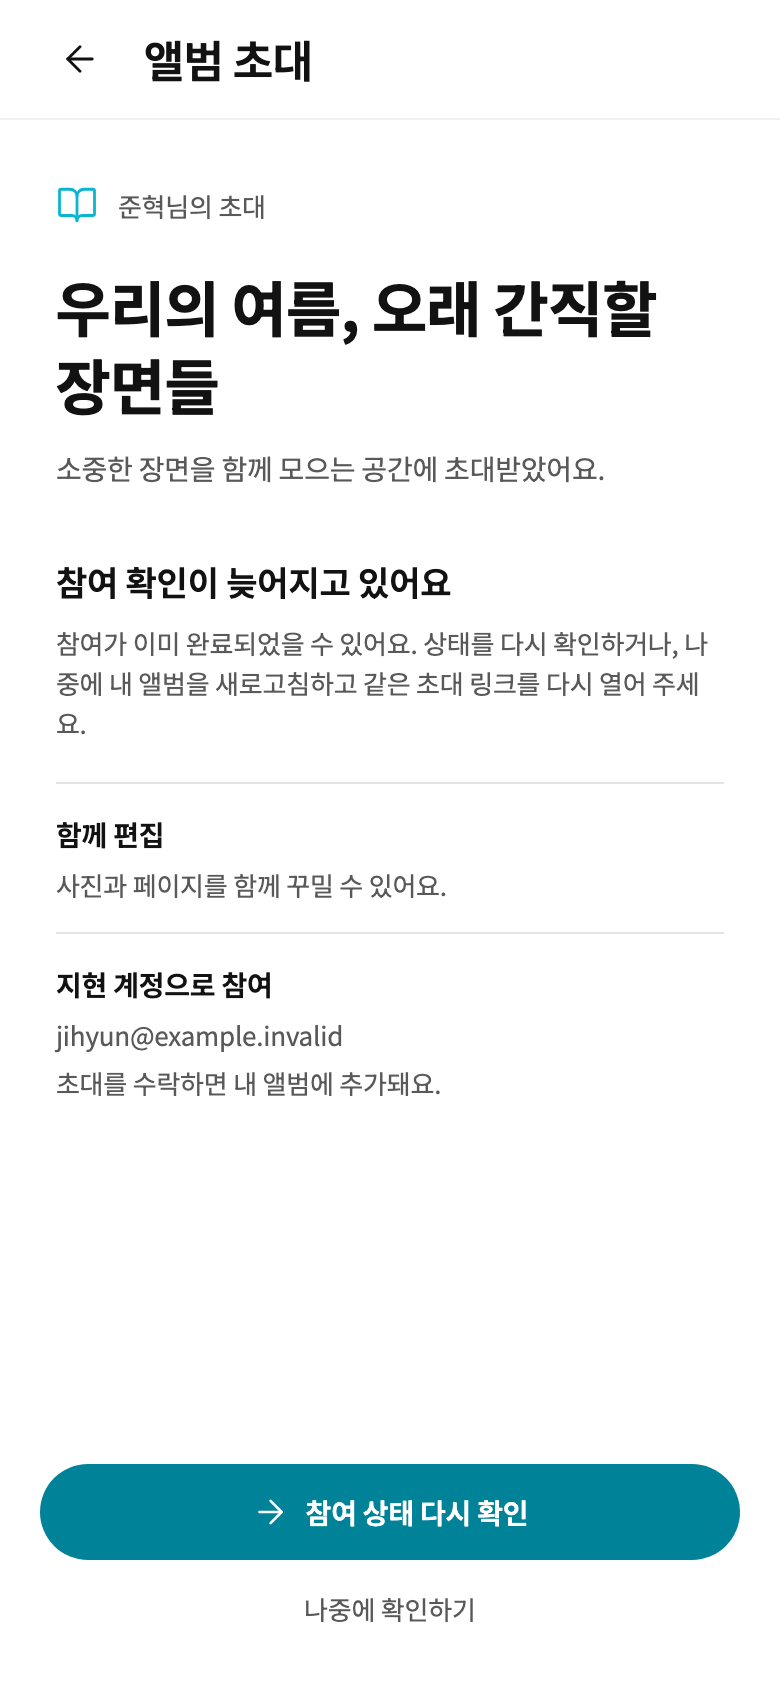 앨범 초대
준혁님의 초대
우리의 여름, 오래 간직할
장면들
소중한 장면을 함께 모으는 공간에 초대받았어요.
참여 확인이 늦어지고 있어요
참여가 이미 완료되었을 수 있어요. 상태를 다시 확인하거나, 나
중에 내 앨범을 새로고침하고 같은 초대 링크를 다시 열어 주세
요.
함께 편집
사진과 페이지를 함께 꾸밀 수 있어요.
지현 계정으로 참여
jihyun@example.invalid
초대를 수락하면 내 앨범에 추가돼요.
참여 상태 다시 확인
나중에 확인하기